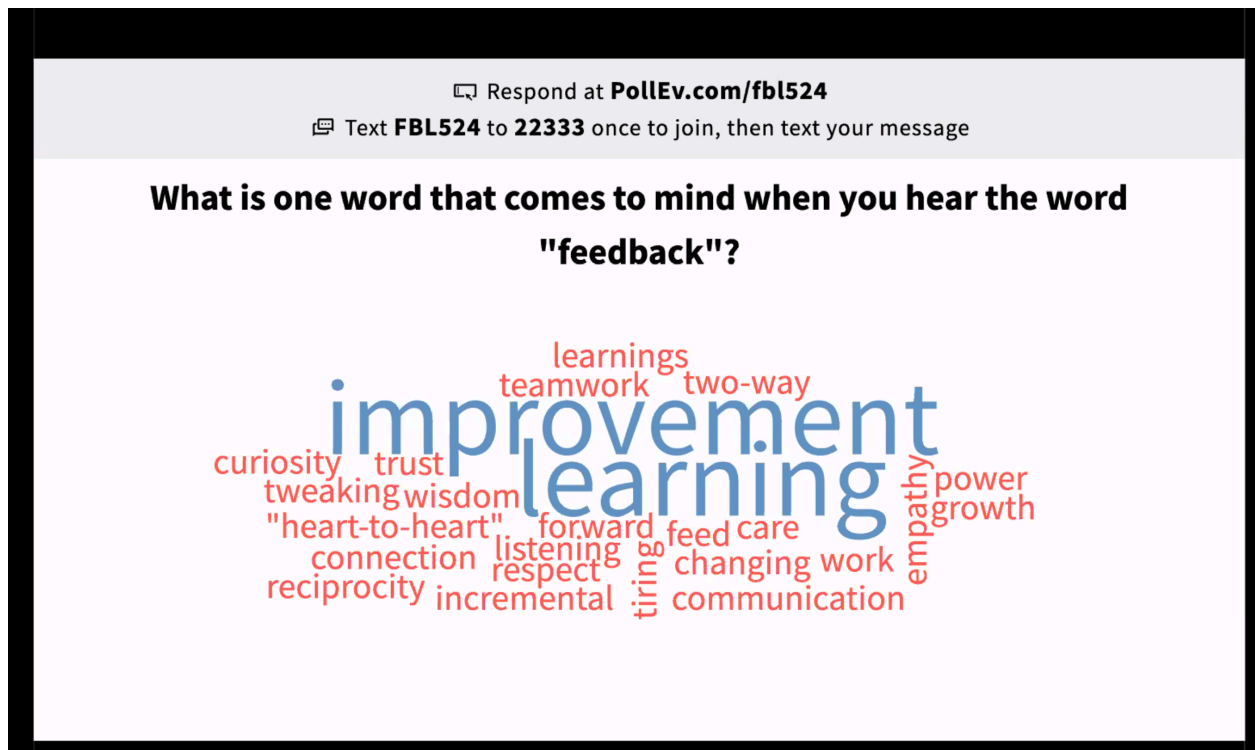 Respond at PollEv.com/fbl524
Text FBL524 to 22333 once to join, then text your message
What is one word that comes to mind when you hear the word
"feedback"?
learnings
teamwork two-way
improvement
curiosity trust
learning
tweaking wisdom
empathy
power
growth
"heart-to-heart". forward feed care
connection listening changing work
respect
tiring
reciprocity incremental communication